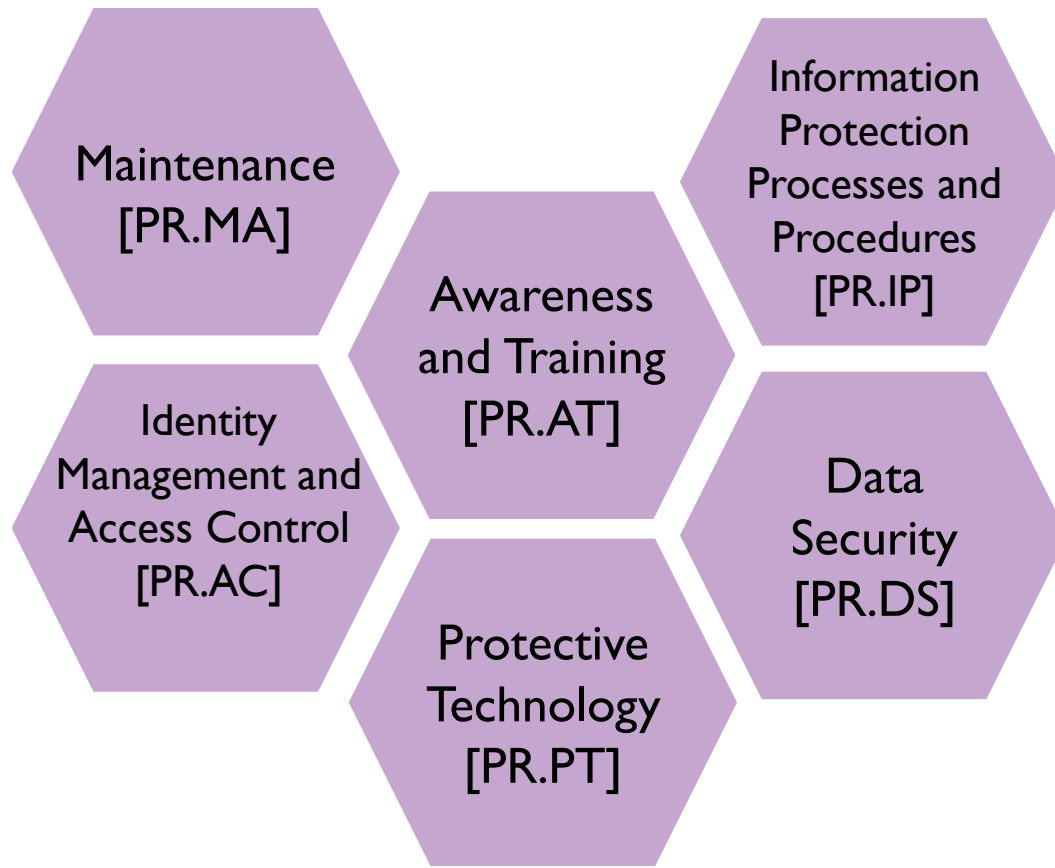 Maintenance
[PR.MA]
Information
Protection
Processes and
Procedures
[PR.IP]
Awareness
and Training
[PR.AT]
Identity
Management and
Access Control
[PR.AC]
Data
Security
[PR.DS]
Protective
Technology
[PR.PT]